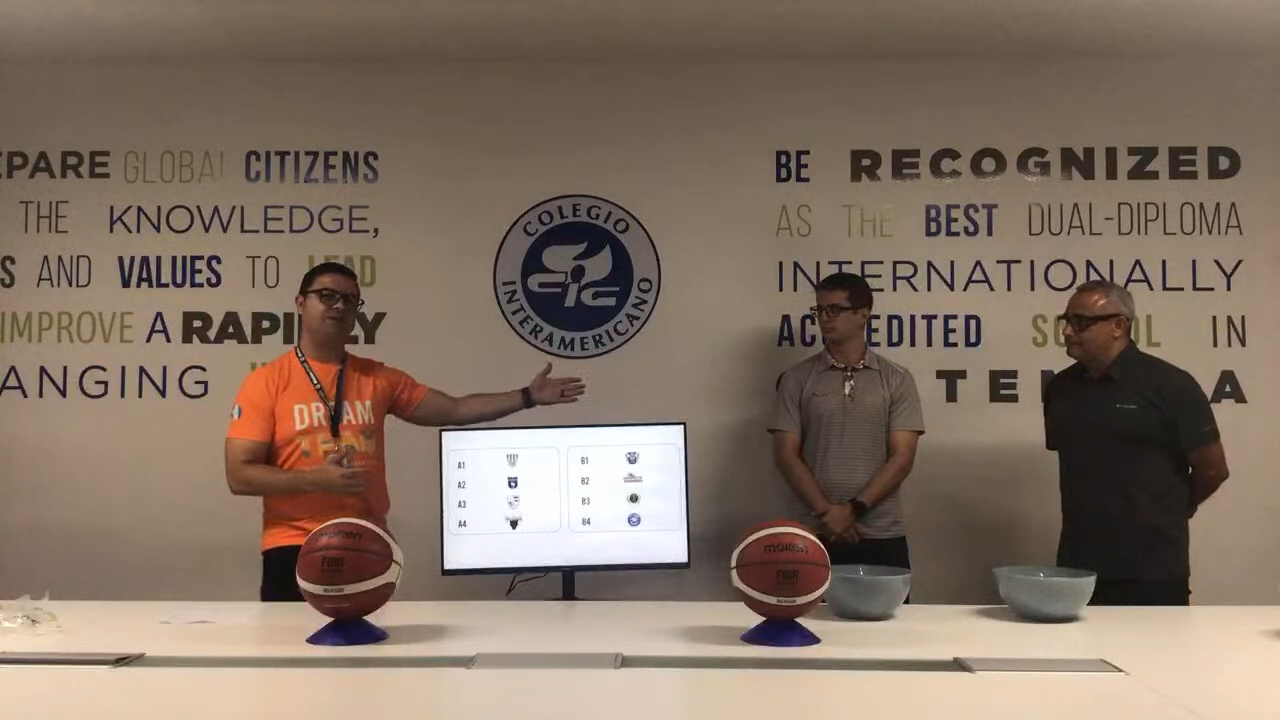 EPARE GLOBAL CITIZENS
THE KNOWLEDGE,
S AND VALUES TO LEAD
IMPROVE A RAPIDLY
ANGING
COLEGIO
CIC
INTERAMERICANO
BE RECOGNIZED
AS THE BEST DUAL-DIPLOMA
INTERNATIONALLY
ACCREDITED SCHOOL IN
DREAM
TEAM
A1
A2
A3
A4
B1
B2
B3
B4
molten
FIBA
molten
FIBA